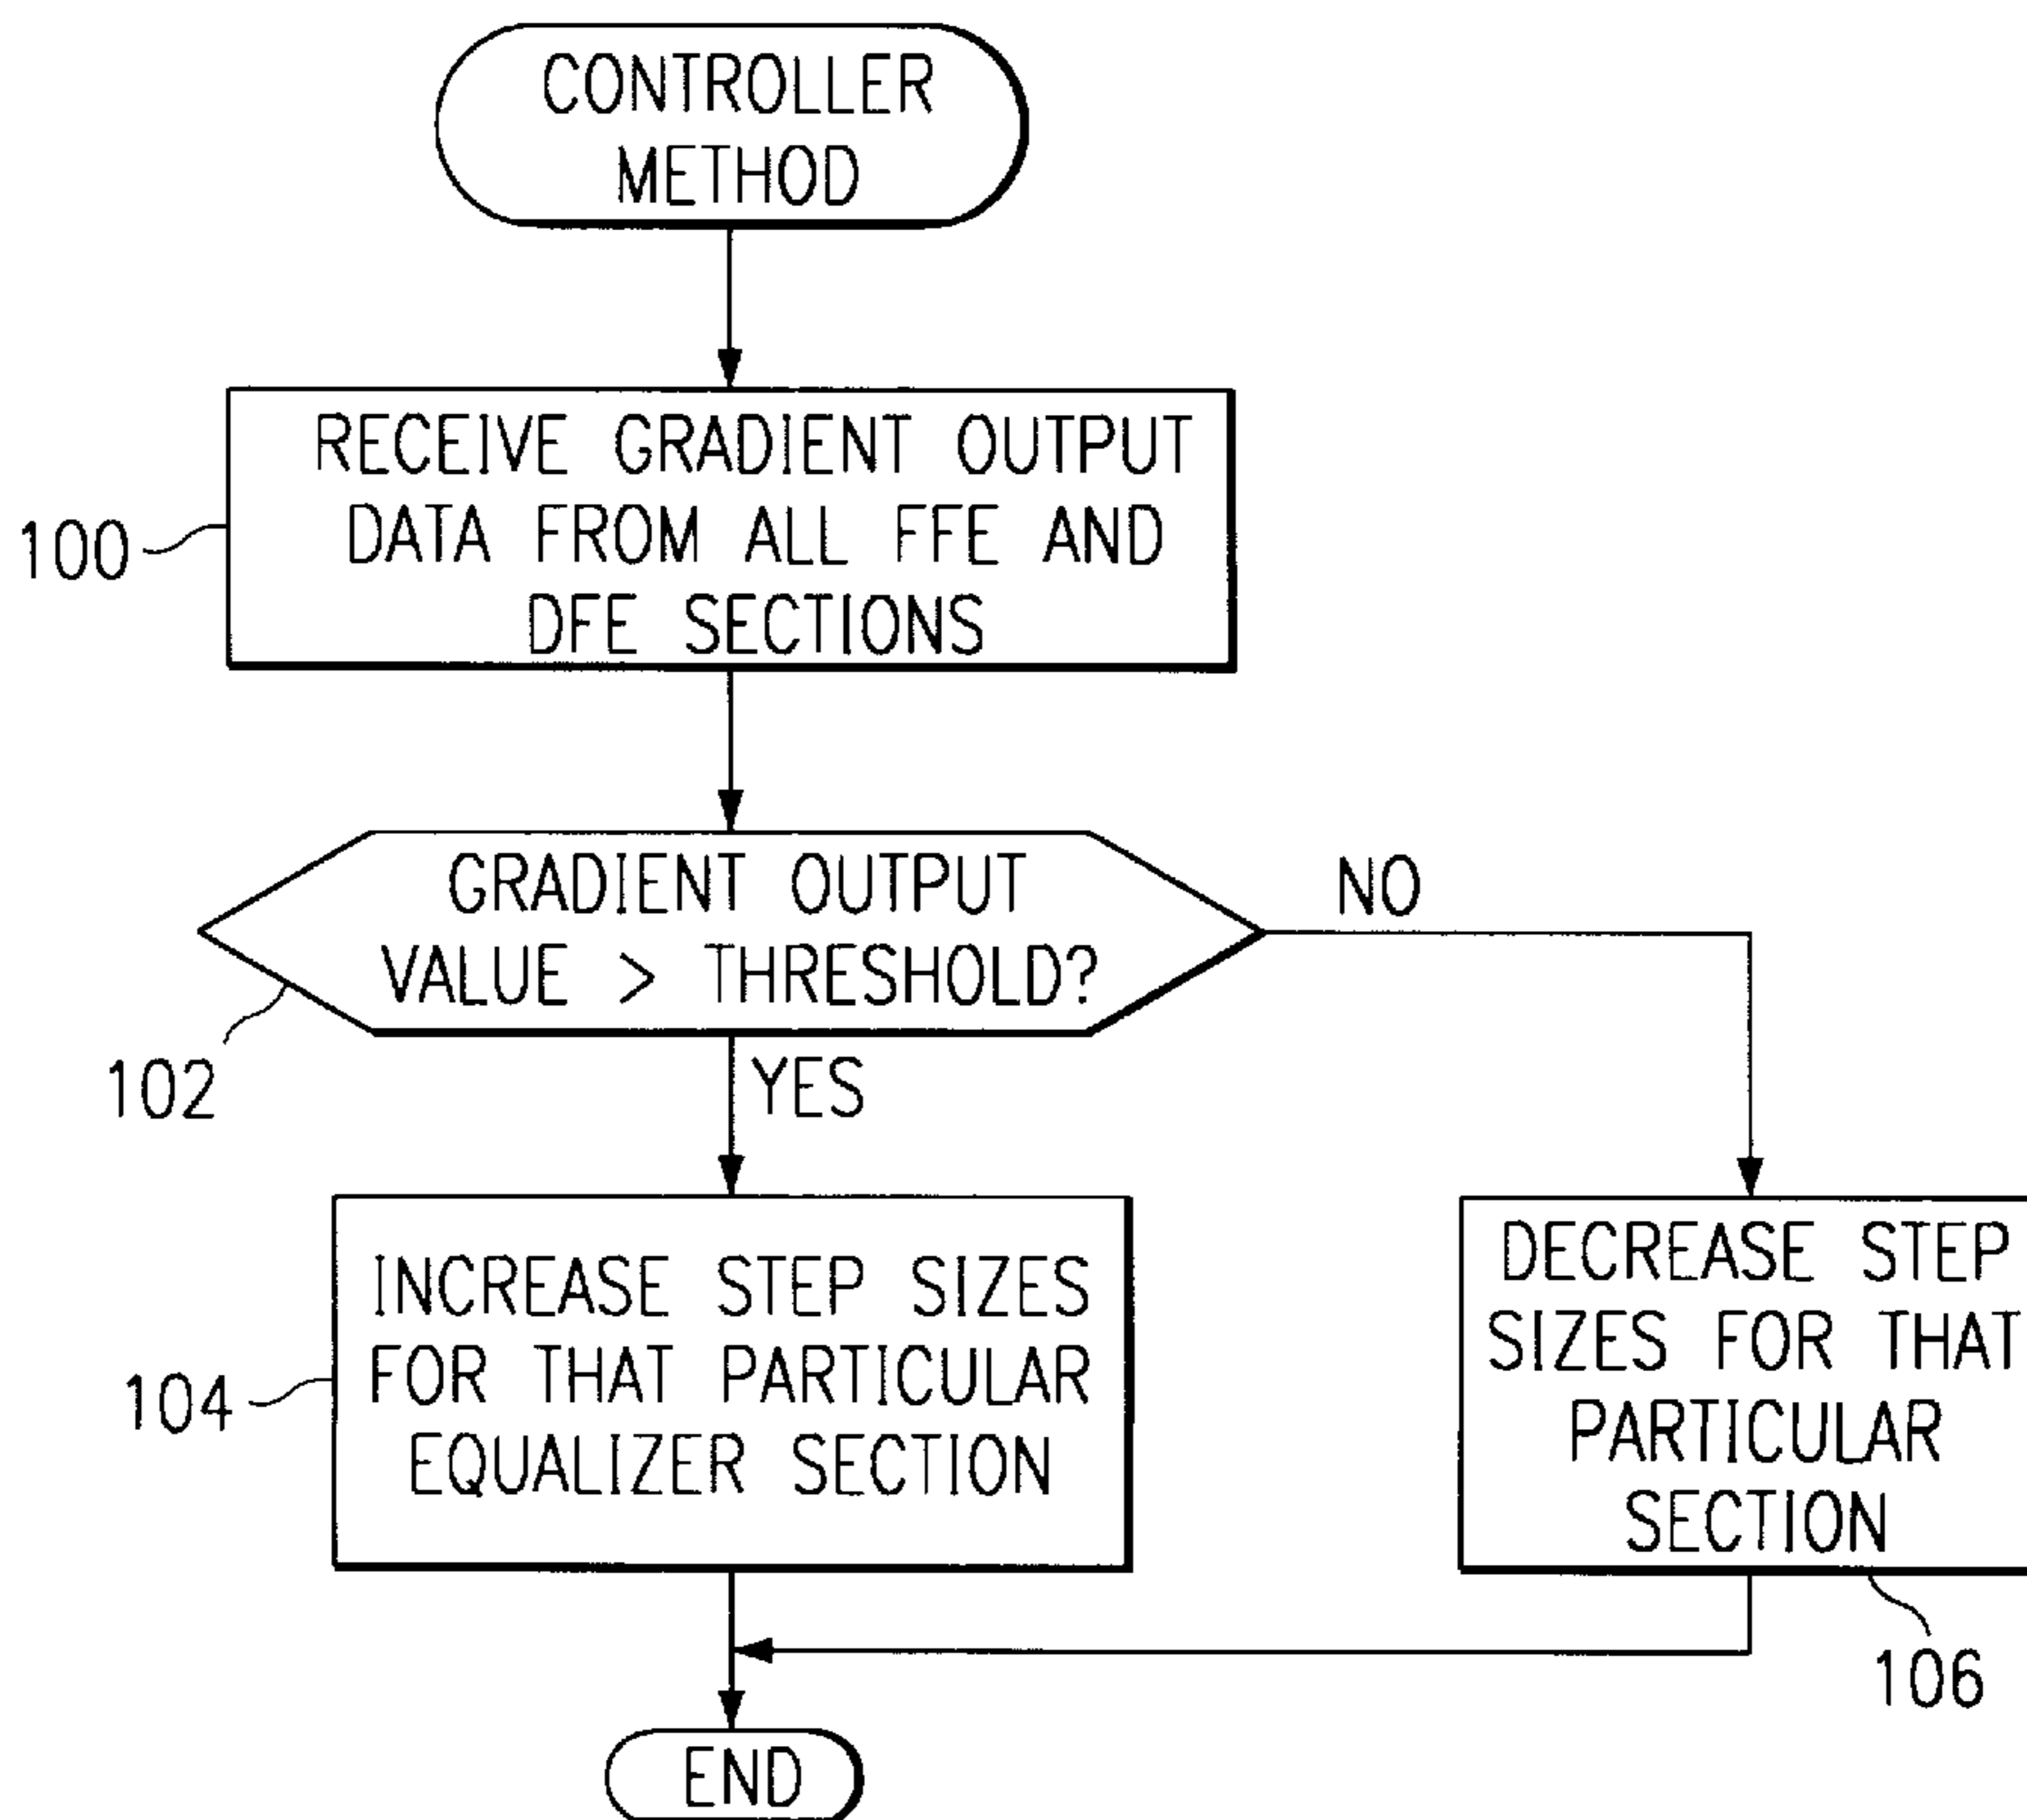 CONTROLLER
METHOD
RECEIVE GRADIENT OUTPUT
DATA FROM ALL FFE AND
DFE SECTIONS
100
GRADIENT OUTPUT
VALUE > THRESHOLD?
NO
102
YES
INCREASE STEP SIZES
FOR THAT PARTICULAR
EQUALIZER SECTION
104
DECREASE STEP
SIZES FOR THAT
PARTICULAR
SECTION
106
END